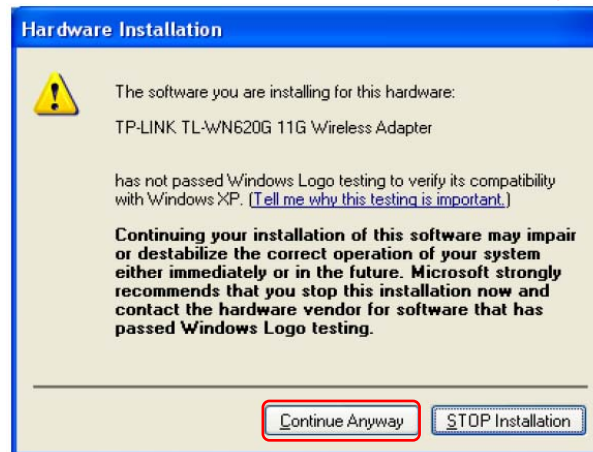 Hardware Installation
The software you are installing for this hardware:
TP-LINK TL-WN620G 11G Wireless Adapter
has not passed Windows Logo testing to verify its compatibility
with Windows XP. (Tell me why this testing is important.)
Continuing your installation of this software may impair
or destabilize the correct operation of your system
either immediately or in the future. Microsoft strongly
recommends that you stop this installation now and
contact the hardware vendor for software that has
passed Windows Logo testing.
Continue Anyway
STOP Installation